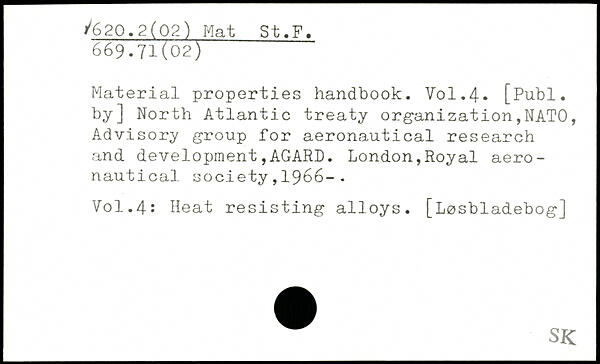 620.2(02) Mat St.F.
669.71(02)
Material properties handbook. Vol.4. [Publ.
by] North Atlantic treaty organization,NATO,
Advisory group for aeronautical research
and development,AGARD. London,Royal aero-
nautical society,1966-.
Vol.4: Heat resisting alloys. [Løsbladebog]
SK